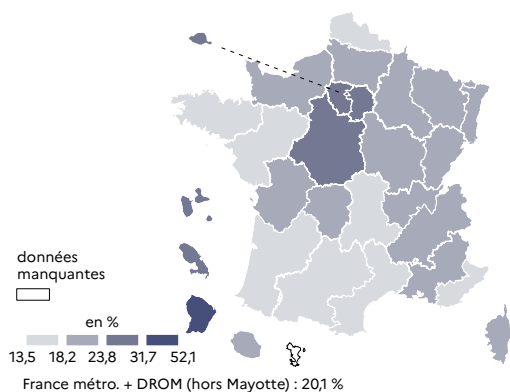 données
manquantes
en %
13,5 18,2 23,8 31,7 52,1
France métro. + DROM (hors Mayotte) : 20,1 %